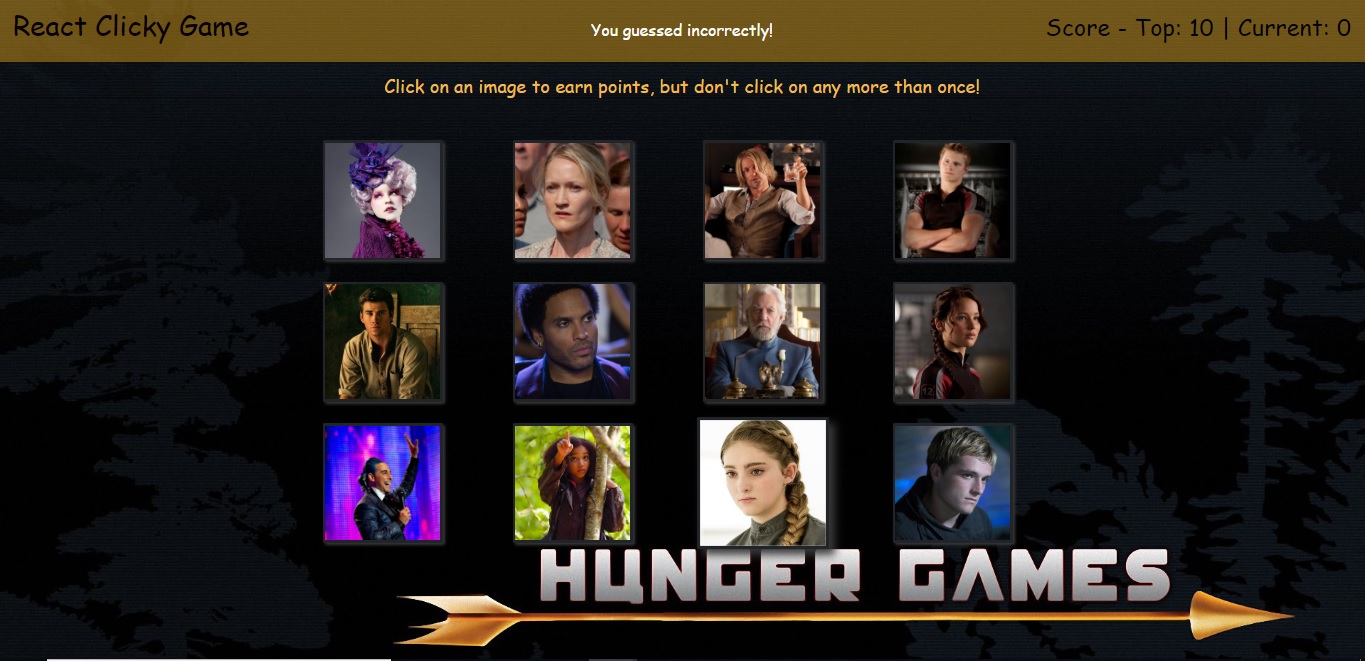 React Clicky Game
You guessed incorrectly!
Score - Top: 10 | Current: 0
Click on an image to earn points, but don't click on any more than once!
12
HUNGER GAMES